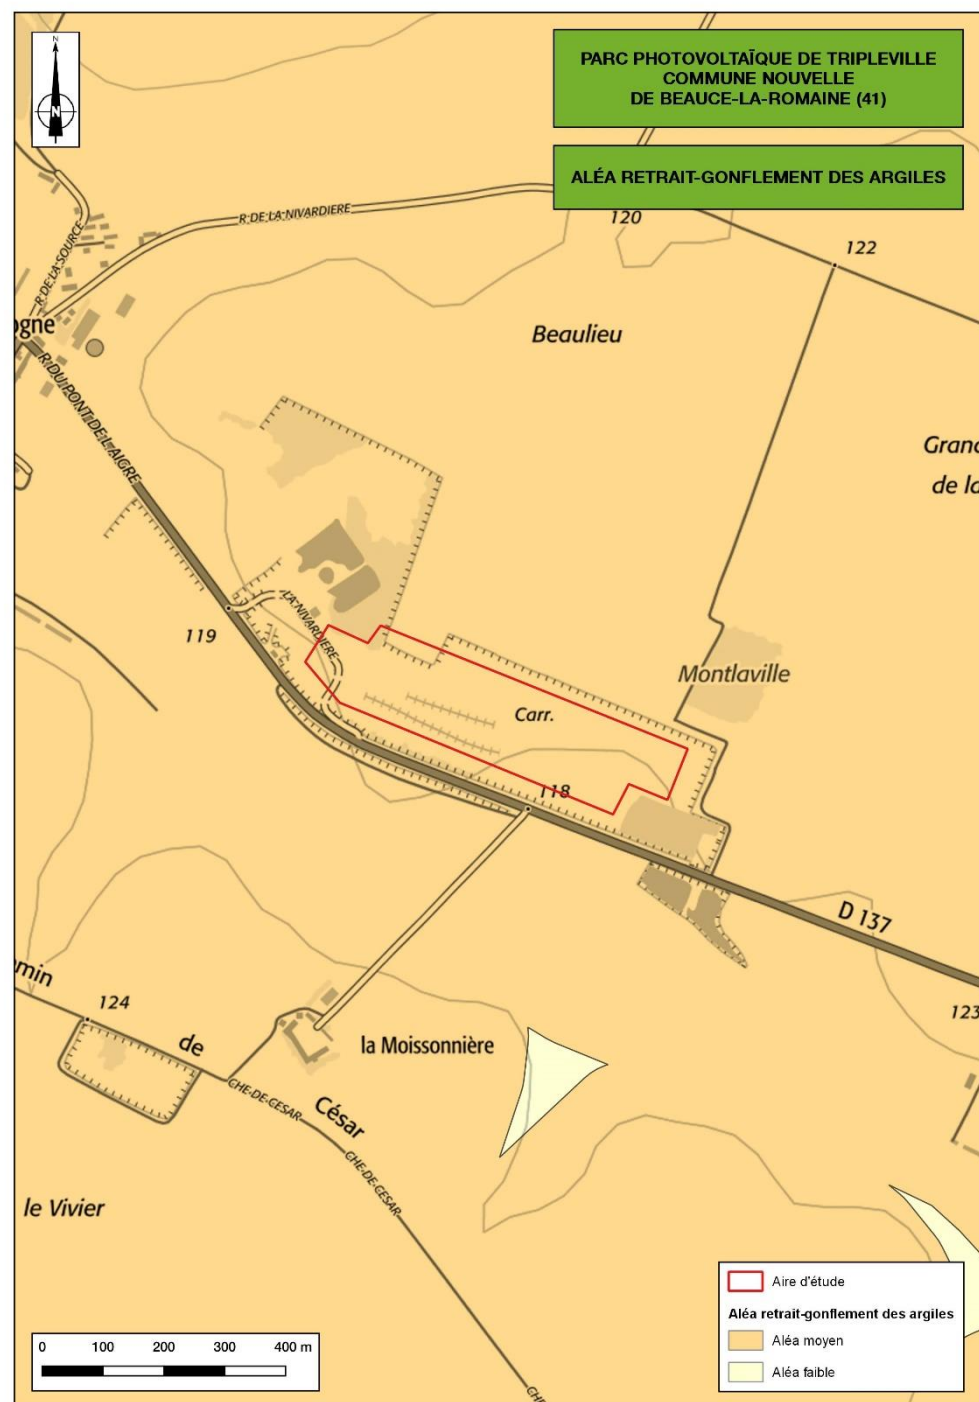 N
N
PARC PHOTOVOLTAÏQUE DE TRIPLEVILLE
COMMUNE NOUVELLE
DE BEAUCE-LA-ROMAINE (41)
ALÉA RETRAIT-GONFLEMENT DES ARGILES
R DE LA NIVARDIERE
120
122
R DE LA SOURCE
ogne
Beaulieu
R DU PONT DE L'AIGRE
Grand
de la
LA NIVARDIERE
119
Montlaville
Carr.
118
D 137
emin
124
123
de
la Moissonnière
CHE-DE-CESAR
César
CHE-DE-CESAR
le Vivier
Aire d'étude
Aléa retrait-gonflement des argiles
Aléa moyen
Aléa faible
0 100 200 300 400 m
CHE